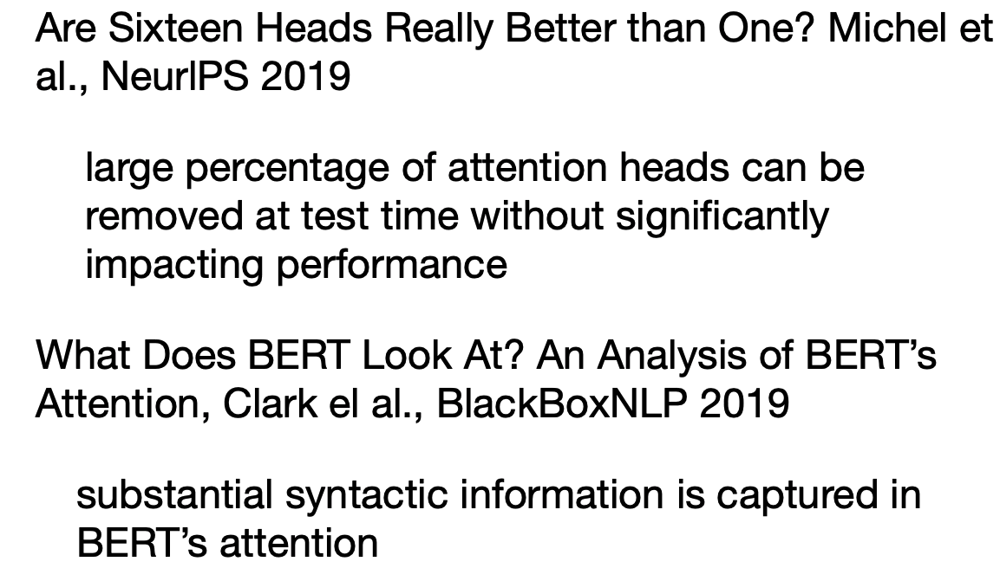 Are Sixteen Heads Really Better than One? Michel et
al., NeurIPS 2019
large percentage of attention heads can be
removed at test time without significantly
impacting performance
What Does BERT Look At? An Analysis of BERT’s
Attention, Clark el al., BlackBoxNLP 2019
substantial syntactic information is captured in
BERT’s attention